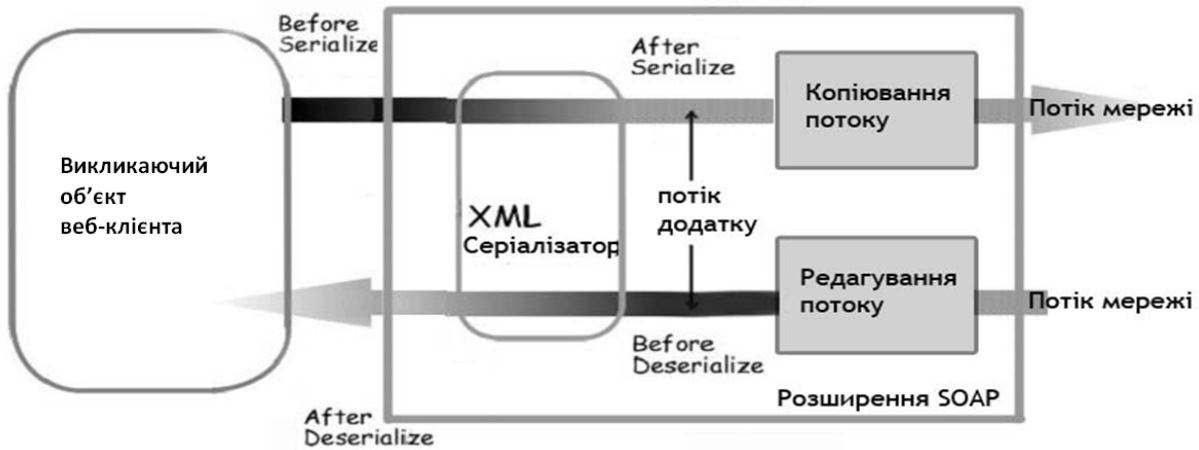 Before
Serialize
After
Serialize
Копіювання
потоку
Потік мережі
Викликаючий
об’єкт
веб-клієнта
XML
Серіалізатор
потік
додатку
Редагування
потоку
Потік мережі
Before
Deserialize
Розширення SOAP
After
Deserialize